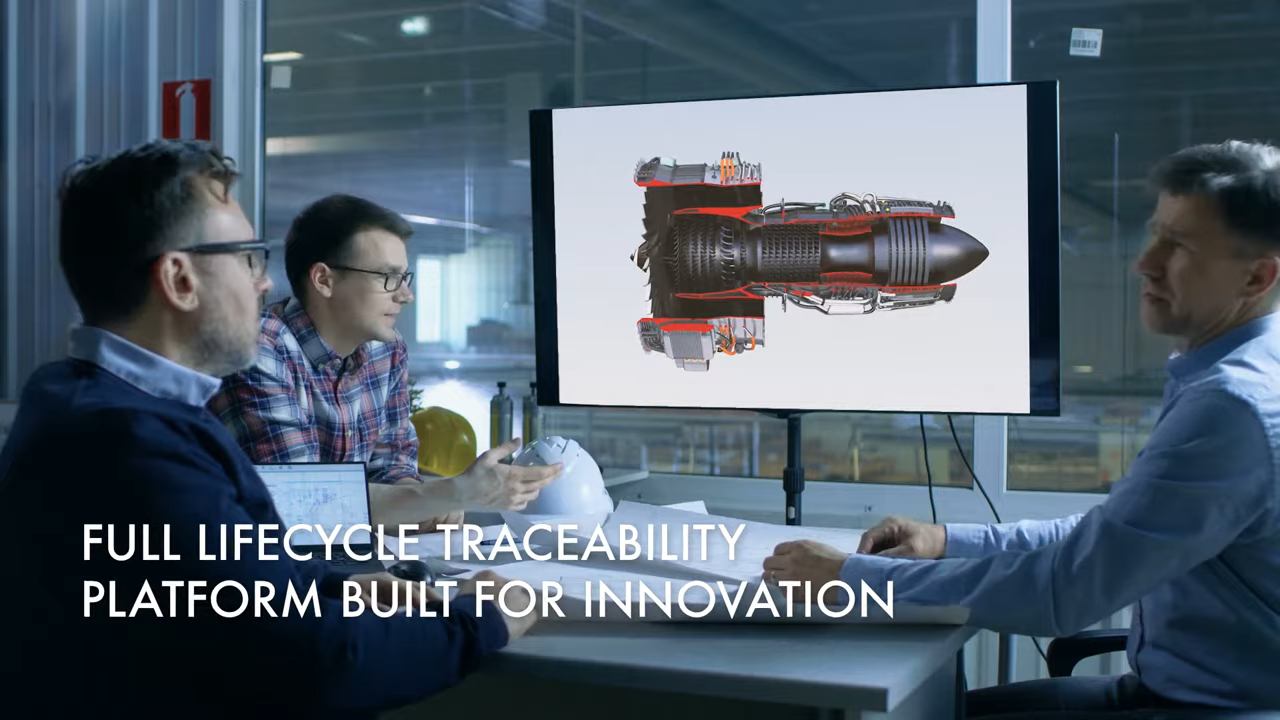 FULL LIFECYCLE TRACEABILITY
PLATFORM BUILT FOR INNOVATION